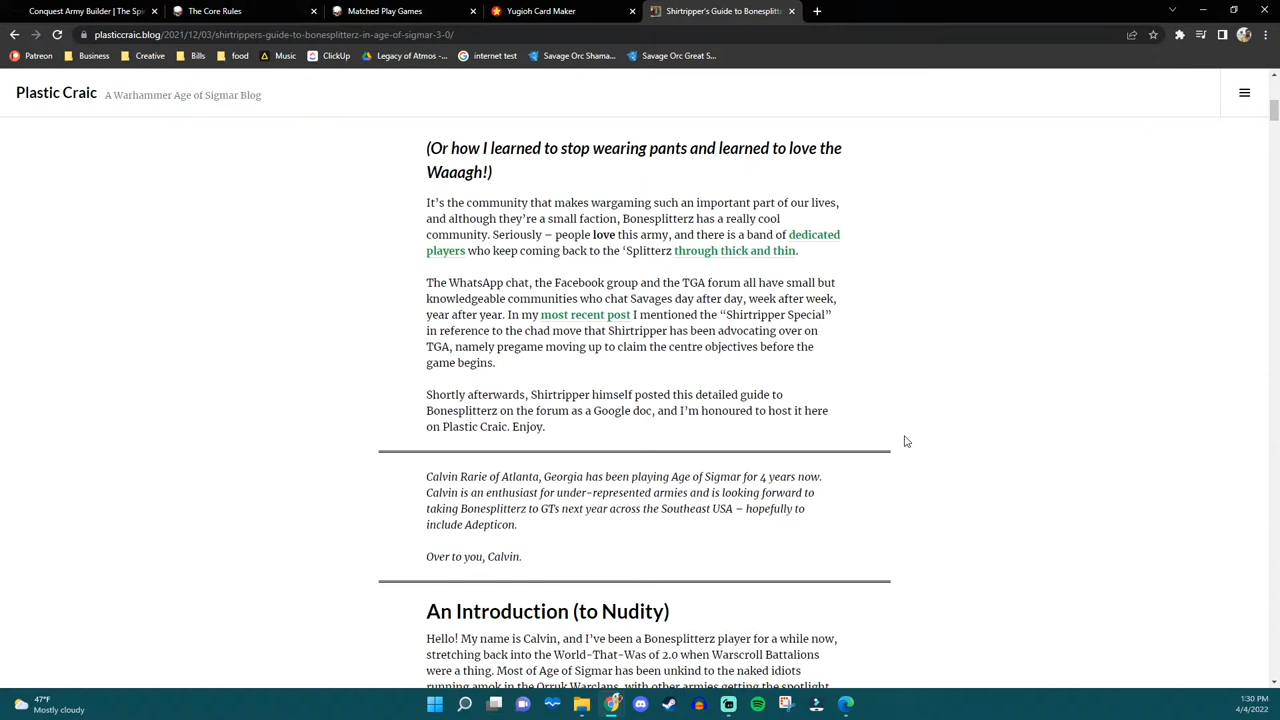 Conquest Army Builder | The Spi
The Core Rules
Matched Play Games
Yugioh Card Maker
Shirtripper's Guide to Bonesplitt
plasticcraic.blog/2021/12/03/shirtrippers-guide-to-bonesplitterz-in-age-of-sigmar-3-0/
Patreon
Business
Creative
Bills
food
Music
ClickUp
Legacy of Atmos -...
internet test
Savage Orc Shama...
Savage Orc Great S...
Plastic Craic
A Warhammer Age of Sigmar Blog
(Or how I learned to stop wearing pants and learned to love the
Waaagh!)
It’s the community that makes wargaming such an important part of our lives,
and although they’re a small faction, Bonesplitterz has a really cool
community. Seriously – people love this army, and there is a band of dedicated
players who keep coming back to the ‘Splitterz through thick and thin.
The WhatsApp chat, the Facebook group and the TGA forum all have small but
knowledgeable communities who chat Savages day after day, week after week,
year after year. In my most recent post I mentioned the “Shirtripper Special”
in reference to the chad move that Shirtripper has been advocating over on
TGA, namely pregame moving up to claim the centre objectives before the
game begins.
Shortly afterwards, Shirtripper himself posted this detailed guide to
Bonesplitterz on the forum as a Google doc, and I’m honoured to host it here
on Plastic Craic. Enjoy.
Calvin Rarie of Atlanta, Georgia has been playing Age of Sigmar for 4 years now.
Calvin is an enthusiast for under-represented armies and is looking forward to
taking Bonesplitterz to GTs next year across the Southeast USA – hopefully to
include Adepticon.
Over to you, Calvin.
An Introduction (to Nudity)
Hello! My name is Calvin, and I’ve been a Bonesplitterz player for a while now,
stretching back into the World-That-Was of 2.0 when Warscroll Battalions
were a thing. Most of Age of Sigmar has been unkind to the naked idiots
running amok in the Orruk Warclans, with other armies getting the spotlight
47°F
Mostly cloudy
1:30 PM
4/4/2022